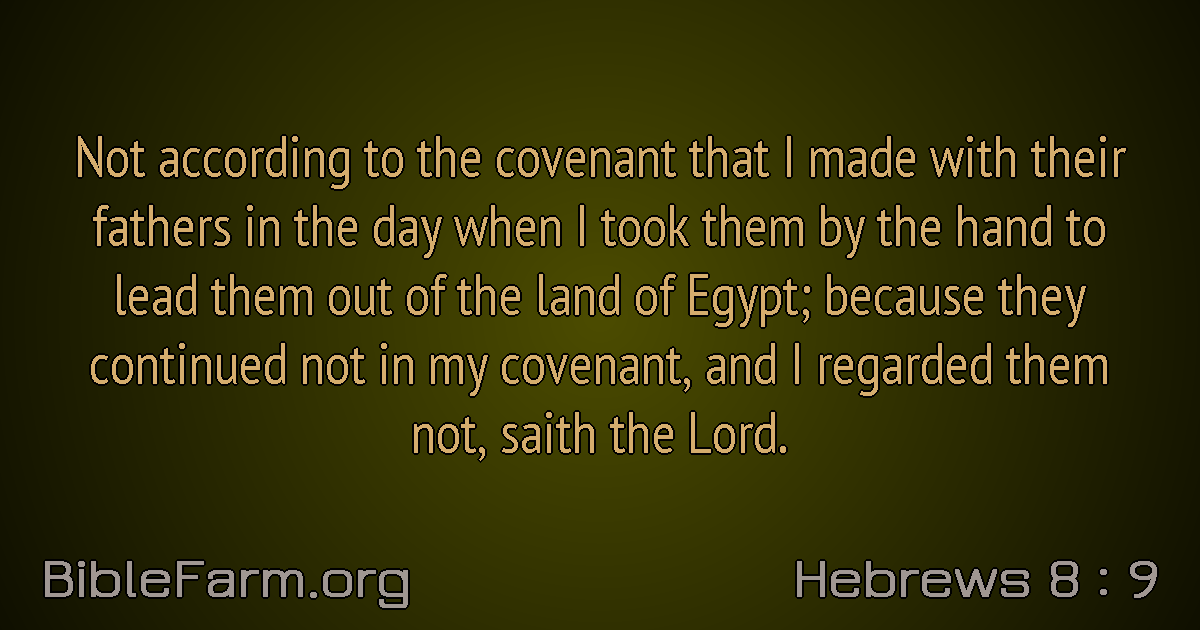 Not according to the covenant that I made with their
fathers in the day when I took them by the hand to
lead them out of the land of Egypt; because they
continued not in my covenant, and I regarded them
not, saith the Lord.
BibleFarm.org
Hebrews 8 : 9